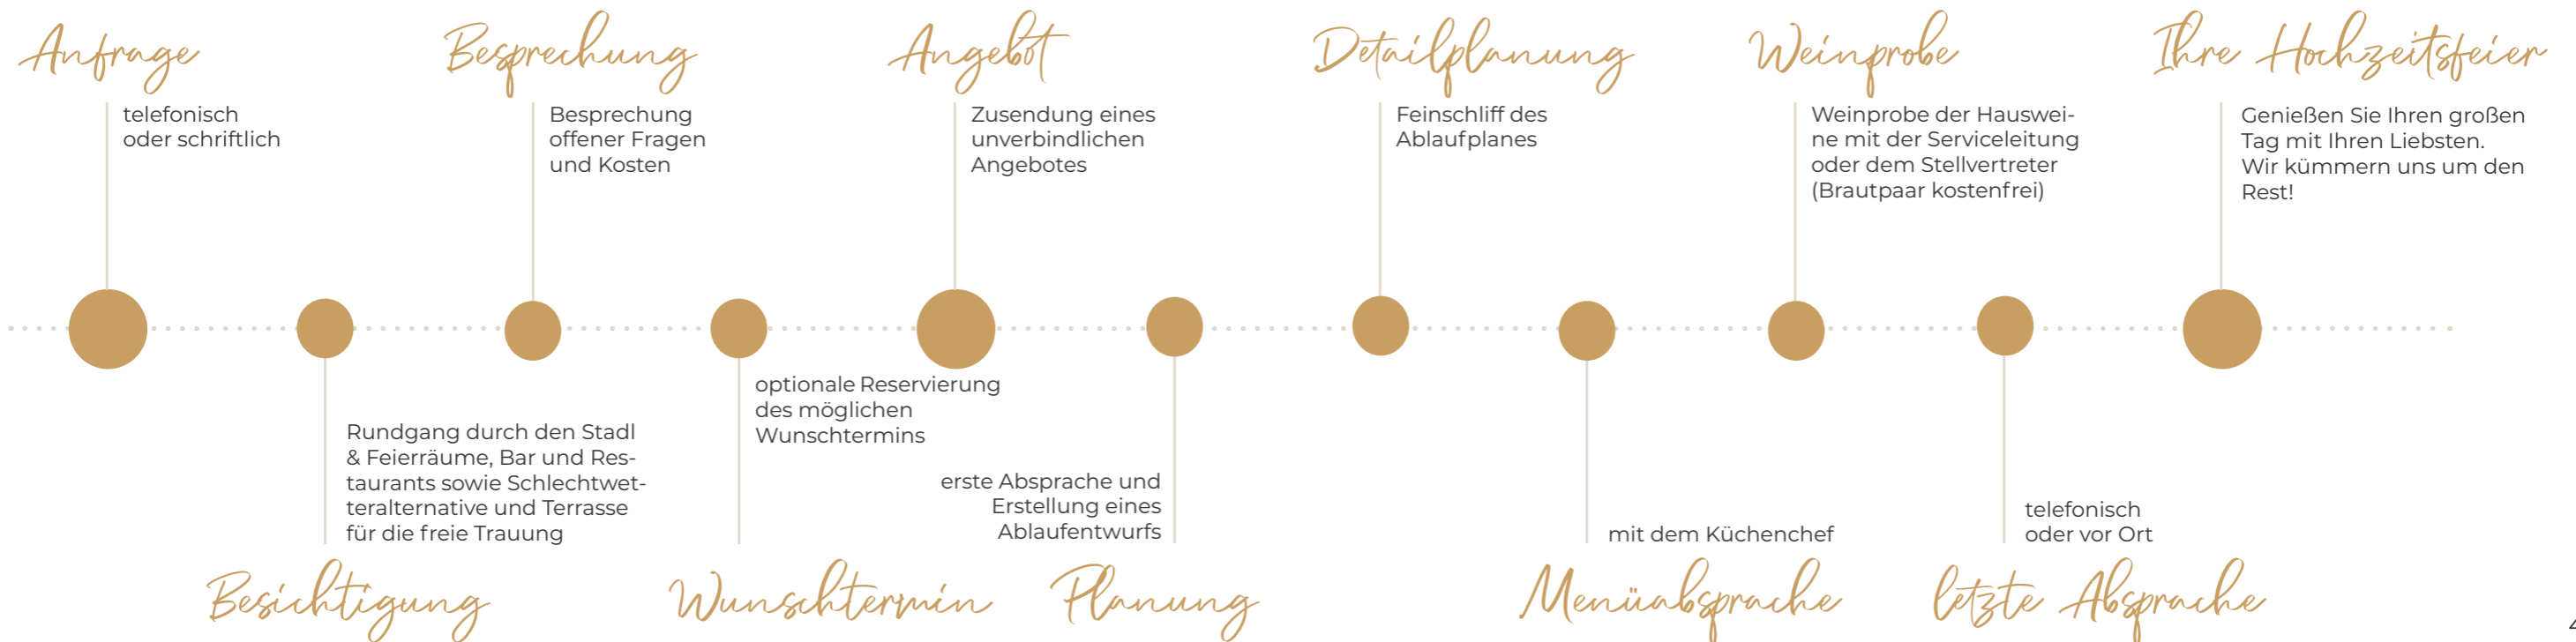 Anfrage
telefonisch
oder schriftlich
Besichtigung
Rundgang durch den Stadl
& Feierräume, Bar und Res-
taurants sowie Schlechtwet-
teralternative und Terrasse
für die freie Trauung
Besprechung
Besprechung
offener Fragen
und Kosten
Wunschtermin
optionale Reservierung
des möglichen
Wunschtermins
Angebot
Zusendung eines
unverbindlichen
Angebotes
Planung
erste Absprache und
Erstellung eines
Ablaufentwurfs
Detailplanung
Feinschliff des
Ablaufplanes
Menüabsprache
mit dem Küchenchef
Weinprobe
Weinprobe der Hauswei-
ne mit der Serviceleitung
oder dem Stellvertreter
(Brautpaar kostenfrei)
letzte Absprache
telefonisch
oder vor Ort
Ihre Hochzeitsfeier
Genießen Sie Ihren großen
Tag mit Ihren Liebsten.
Wir kümmern uns um den
Rest!